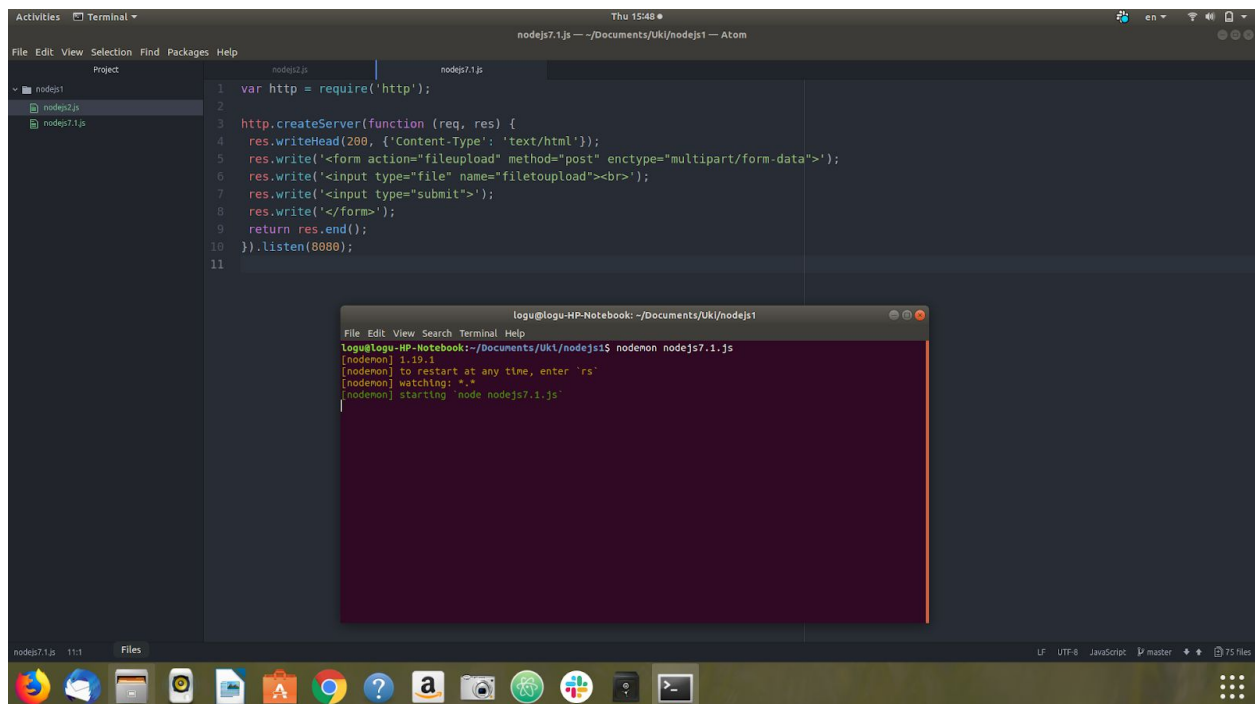 Activities Terminal Thu 15:48 en
nodejs7.1.js — ~/Documents/Uki/nodejs1 — Atom
File Edit View Selection Find Packages Help
Project nodejs2.js nodejs7.1.js
nodejs1
nodejs2.js
nodejs7.1.js
1 var http = require('http');
2
3 http.createServer(function (req, res) {
4 res.writeHead(200, {'Content-Type': 'text/html'});
5 res.write('<form action="fileupload" method="post" enctype="multipart/form-data">');
6 res.write('<input type="file" name="filetoupload"><br>');
7 res.write('<input type="submit">');
8 res.write('</form>');
9 return res.end();
10 }).listen(8080);
11
logu@logu-HP-Notebook: ~/Documents/Uki/nodejs1
File Edit View Search Terminal Help
logu@logu-HP-Notebook:~/Documents/Uki/nodejs1$ nodemon nodejs7.1.js
[nodemon] 1.19.1
[nodemon] to restart at any time, enter `rs`
[nodemon] watching: *.*
[nodemon] starting `node nodejs7.1.js`
nodejs7.1.js 11:1 Files LF UTF-8 JavaScript master 75 files